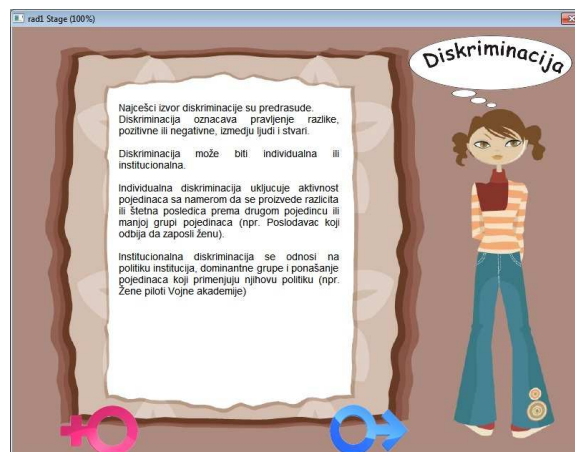 rad1 Stage (100%)
Diskriminacija
Najčešci izvor diskriminacije su predrasude.
Diskriminacija oznacava pravljenje razlike,
pozitivne ili negativne, izmedju ljudi i stvari.
Diskriminacija može biti individualna ili
institucionalna.
Individualna diskriminacija ukljucuje aktivnost
pojedinaca sa namerom da se proizvede razlicita
ili štetna posledica prema drugom pojedincu ili
manjoj grupi pojedinaca (npr. Poslodavac koji
odbija da zaposli ženu).
Institucionalna diskriminacija se odnosi na
politiku institucija, dominantne grupe i ponašanje
pojedinaca koji primenjuju njihovu politiku (npr.
Žene piloti Vojne akademije)